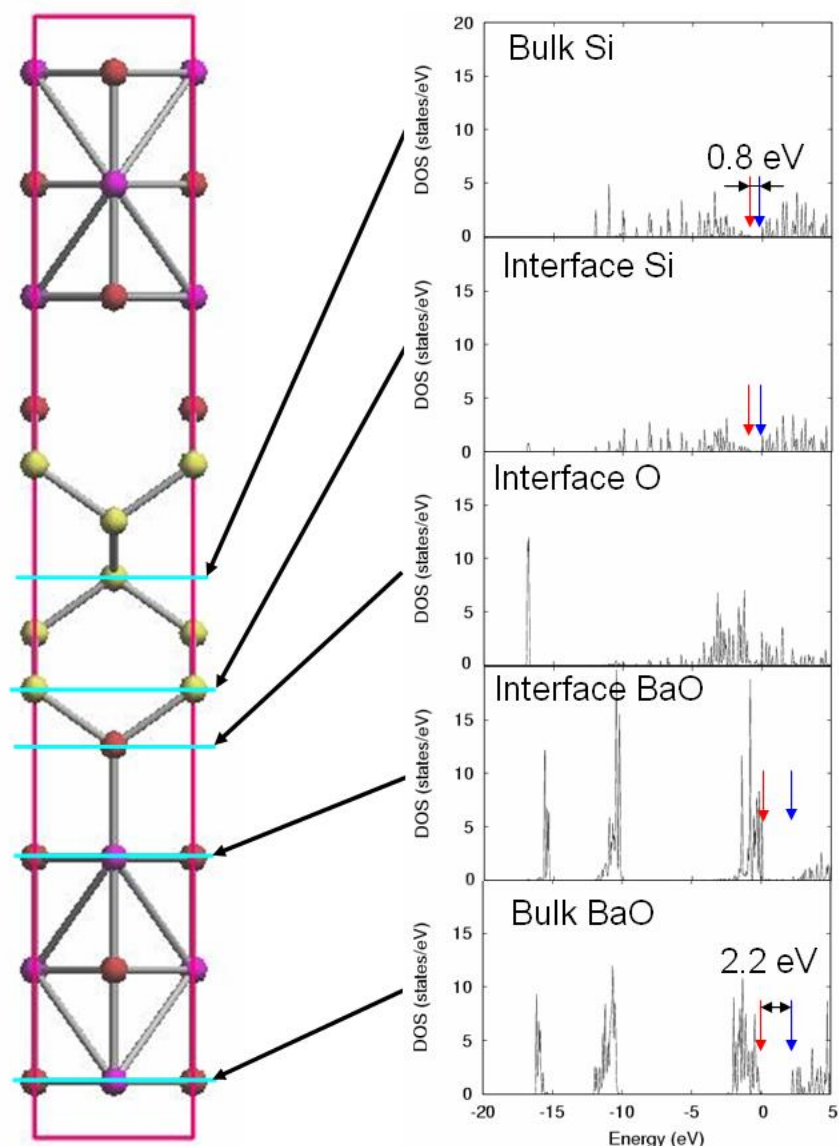 Bulk Si
0.8 eV
DOS (states/eV)
20
15
10
5
0
Interface Si
DOS (states/eV)
15
10
5
0
Interface O
DOS (states/eV)
15
10
5
0
Interface BaO
DOS (states/eV)
15
10
5
0
Bulk BaO
2.2 eV
DOS (states/eV)
15
10
5
0
-20 -15 -10 -5 0 5
Energy (eV)